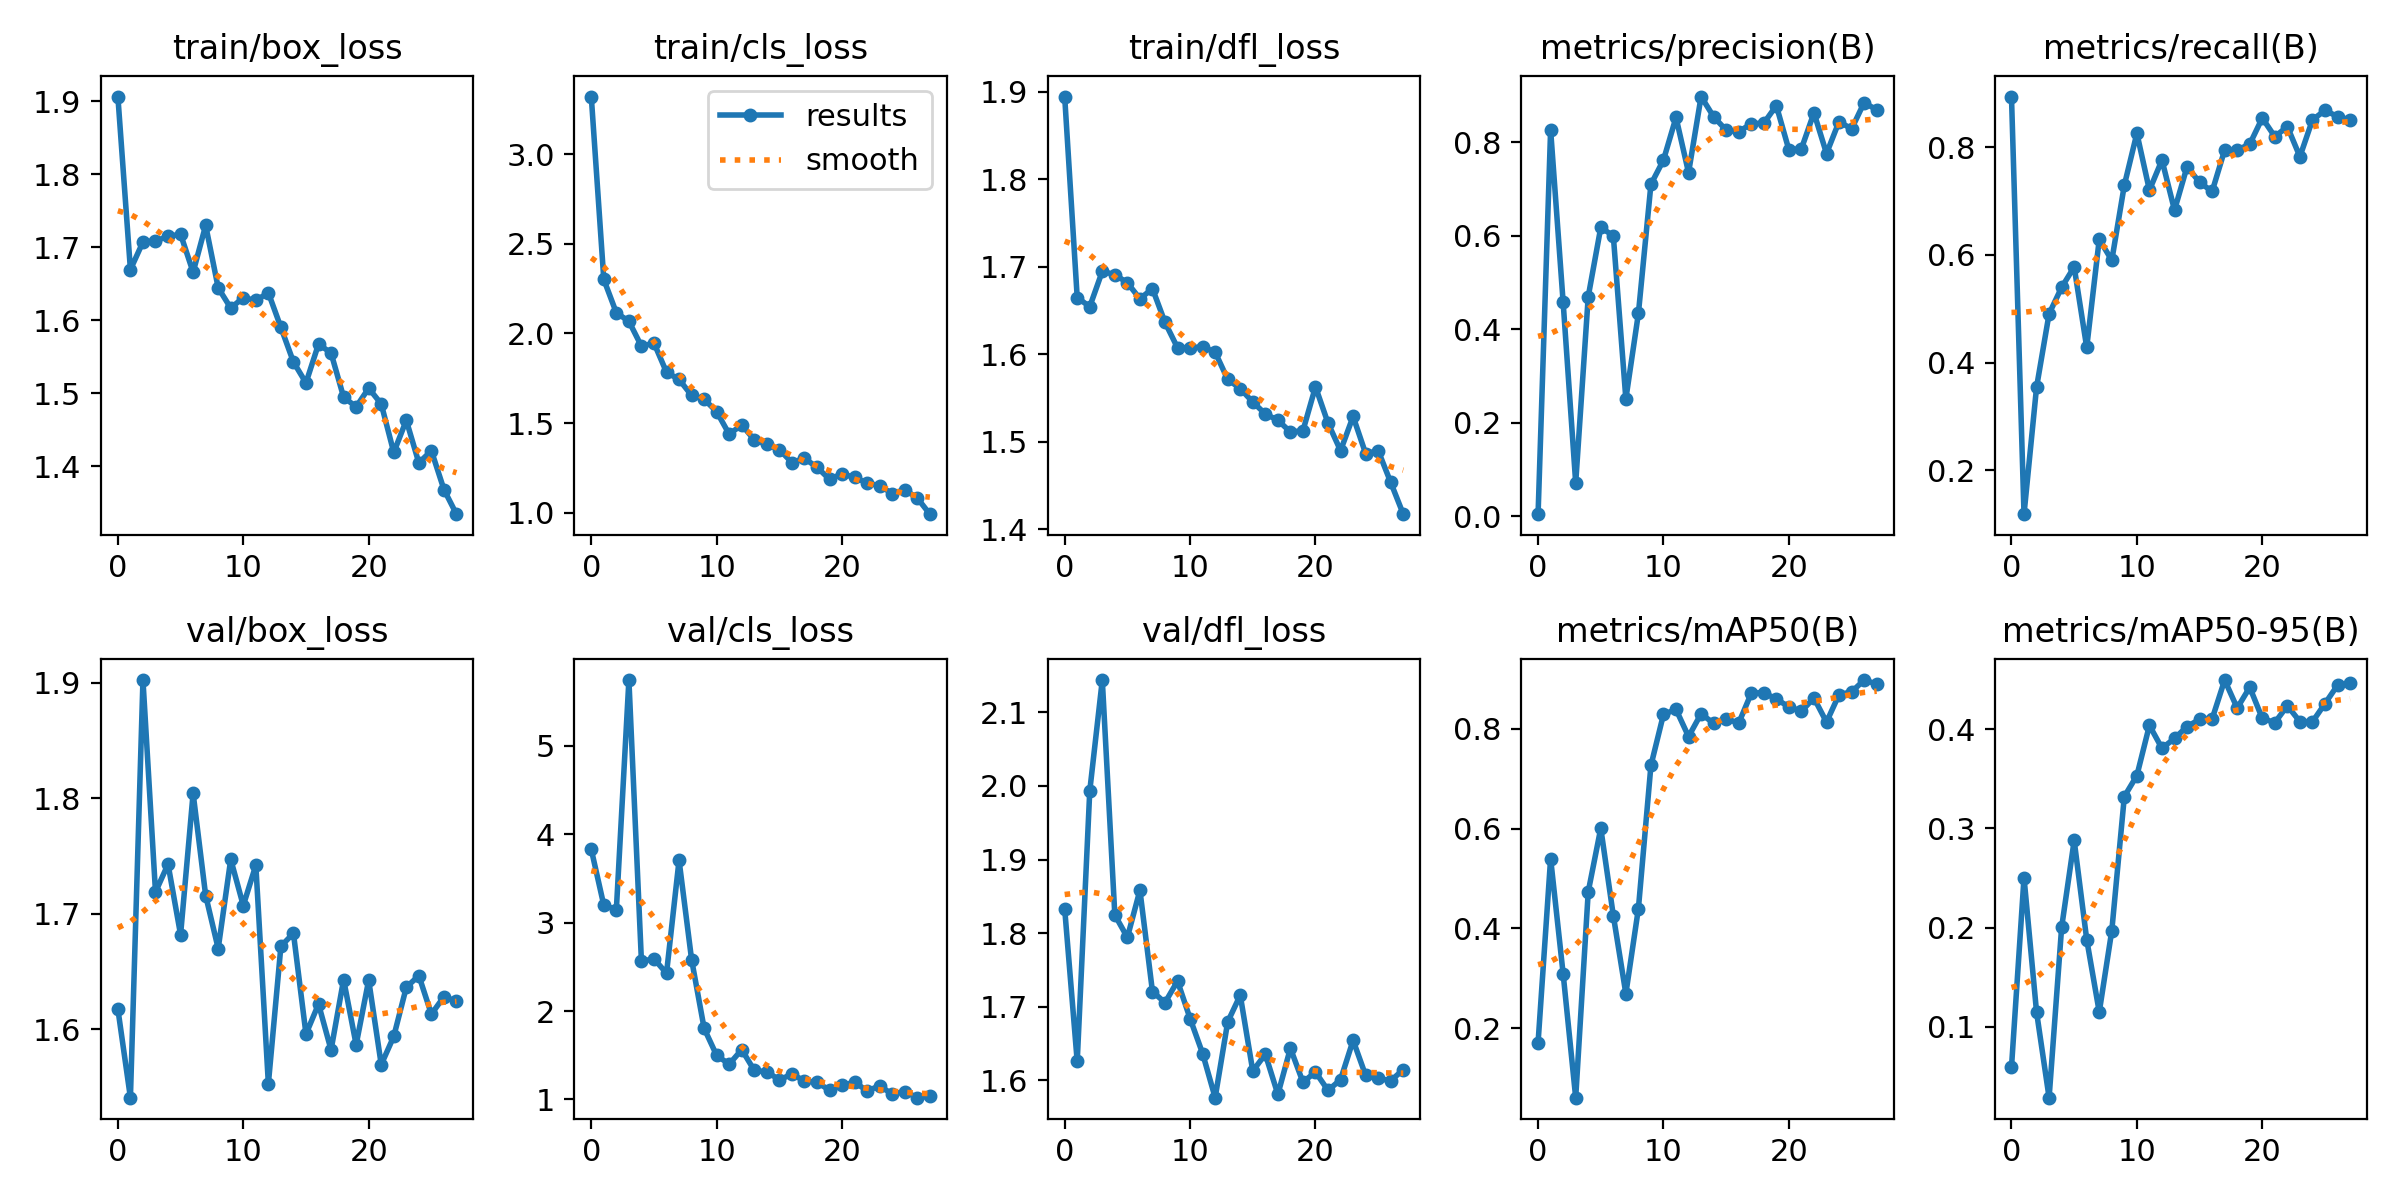 train/box_loss
1.9
1.8
1.7
1.6
1.5
1.4
0 10 20
train/cls_loss
results
smooth
3.0
2.5
2.0
1.5
1.0
0 10 20
train/dfl_loss
1.9
1.8
1.7
1.6
1.5
1.4
0 10 20
metrics/precision(B)
0.8
0.6
0.4
0.2
0.0
0 10 20
metrics/recall(B)
0.8
0.6
0.4
0.2
0 10 20
val/box_loss
1.9
1.8
1.7
1.6
0 10 20
val/cls_loss
5
4
3
2
1
0 10 20
val/dfl_loss
2.1
2.0
1.9
1.8
1.7
1.6
0 10 20
metrics/mAP50(B)
0.8
0.6
0.4
0.2
0 10 20
metrics/mAP50-95(B)
0.4
0.3
0.2
0.1
0 10 20